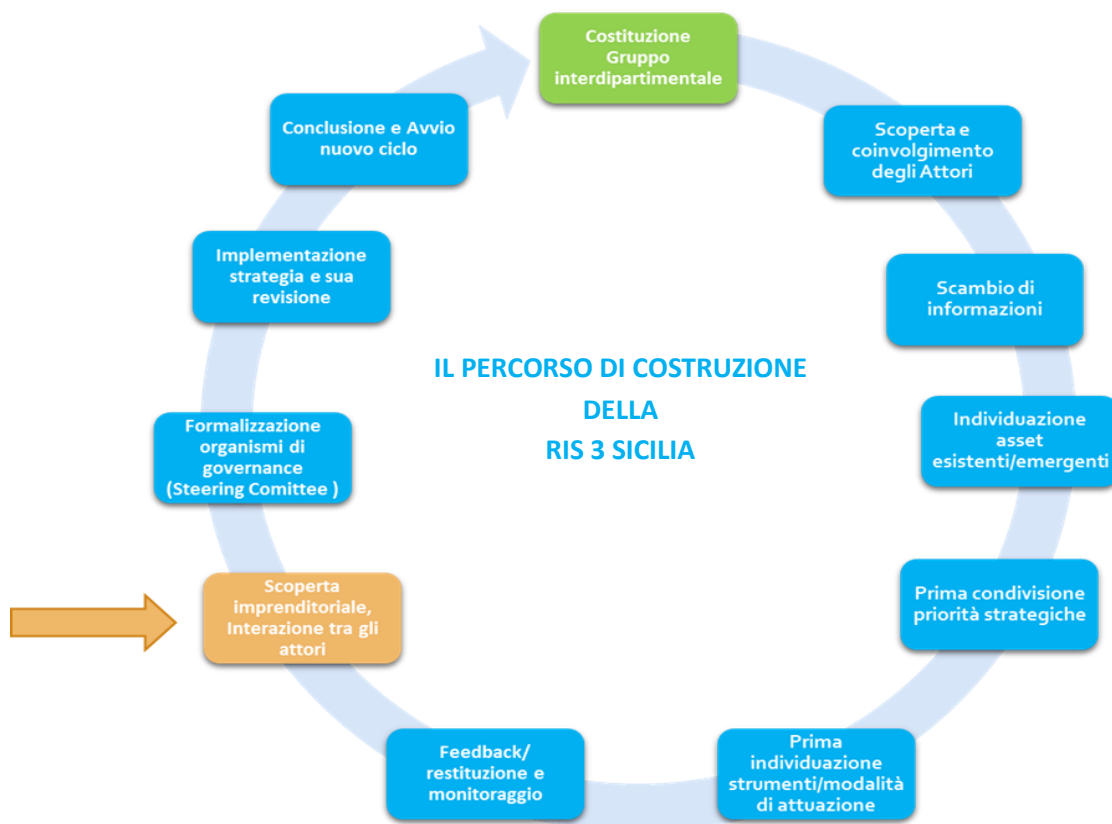 Costituzione
Gruppo
interdipartimentale
Scoperta e
coinvolgimento
degli Attori
Scambio di
informazioni
Individuazione
asset
esistenti/emergenti
Prima condivisione
priorità strategiche
Prima
individuazione
strumenti/modalità
di attuazione
Feedback/
restituzione e
monitoraggio
Scoperta
imprenditoriale,
Interazione tra gli
attori
Formalizzazione
organismi di
governance
(Steering Comittee )
Implementazione
strategia e sua
revisione
Conclusione e Avvio
nuovo ciclo
IL PERCORSO DI COSTRUZIONE
DELLA
RIS 3 SICILIA